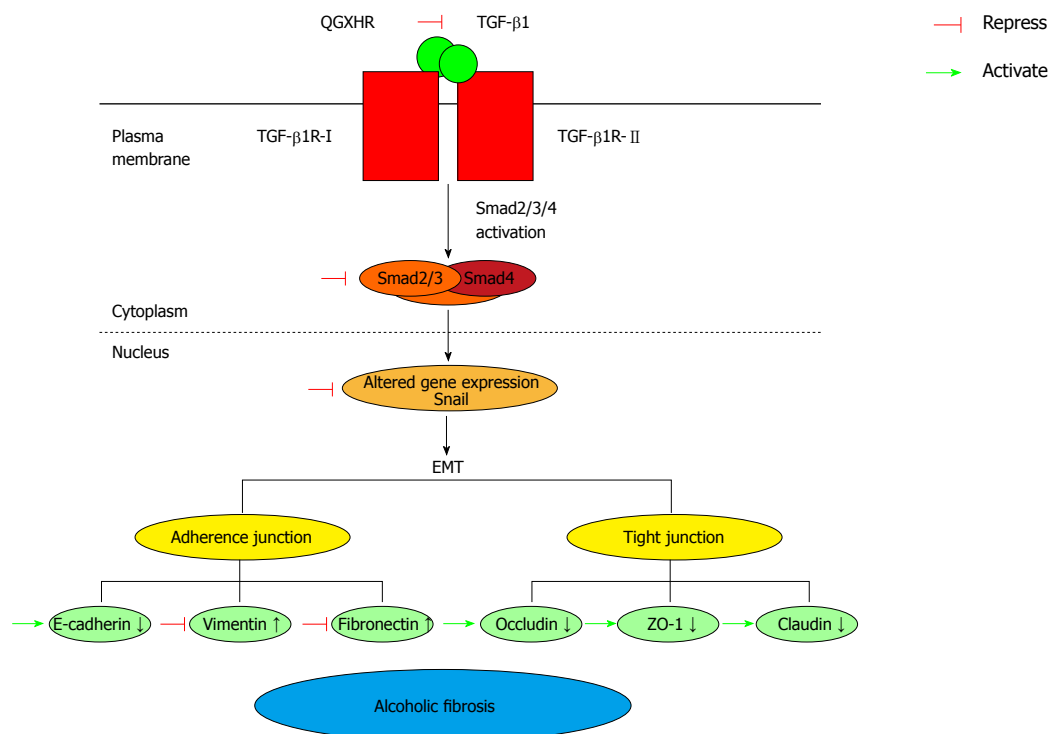 QGXHR
TGF-β1
Repress
Activate
Plasma
membrane
TGF-β1R-I
TGF-β1R-Ⅱ
Smad2/3/4
activation
Smad2/3
Smad4
Cytoplasm
Nucleus
Altered gene expression
Snail
EMT
Adherence junction
Tight junction
E-cadherin ↓
Vimentin ↑
Fibronectin ↑
Occludin ↓
ZO-1 ↓
Claudin ↓
Alcoholic fibrosis